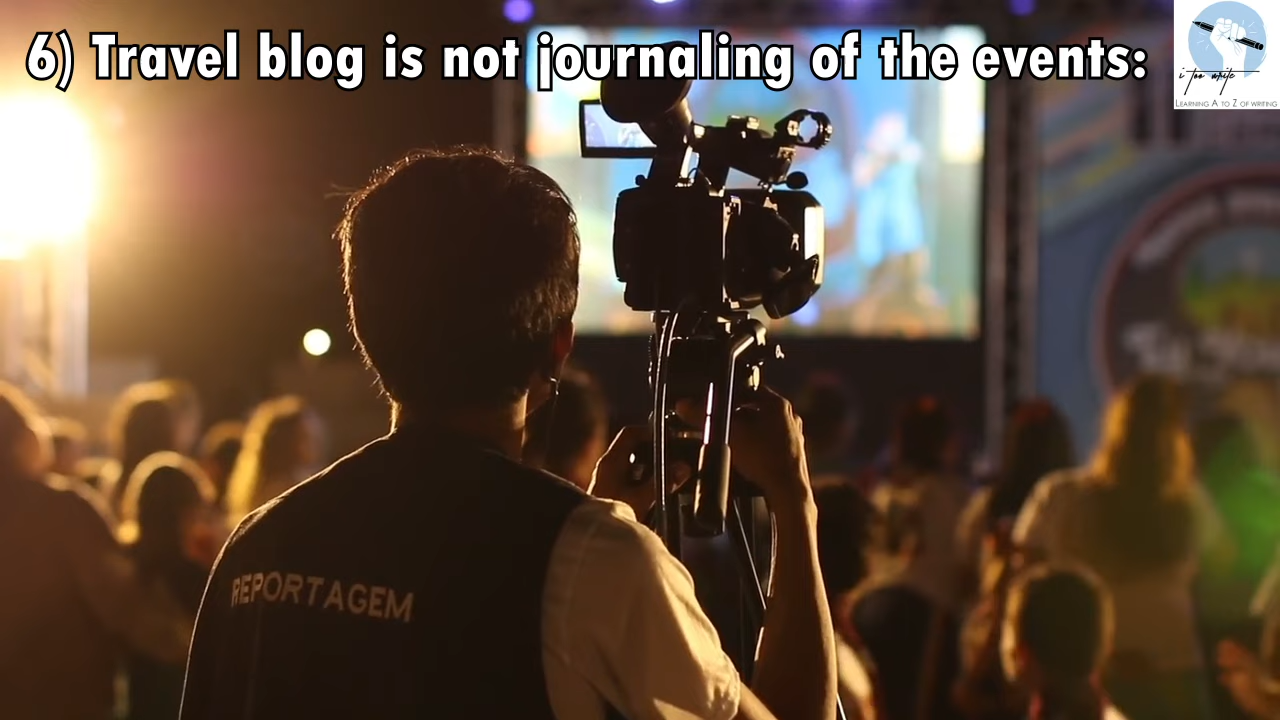 6) Travel blog is not journaling of the events:
i too write
LEARNING A TO Z OF WRITING
REPORTAGEM